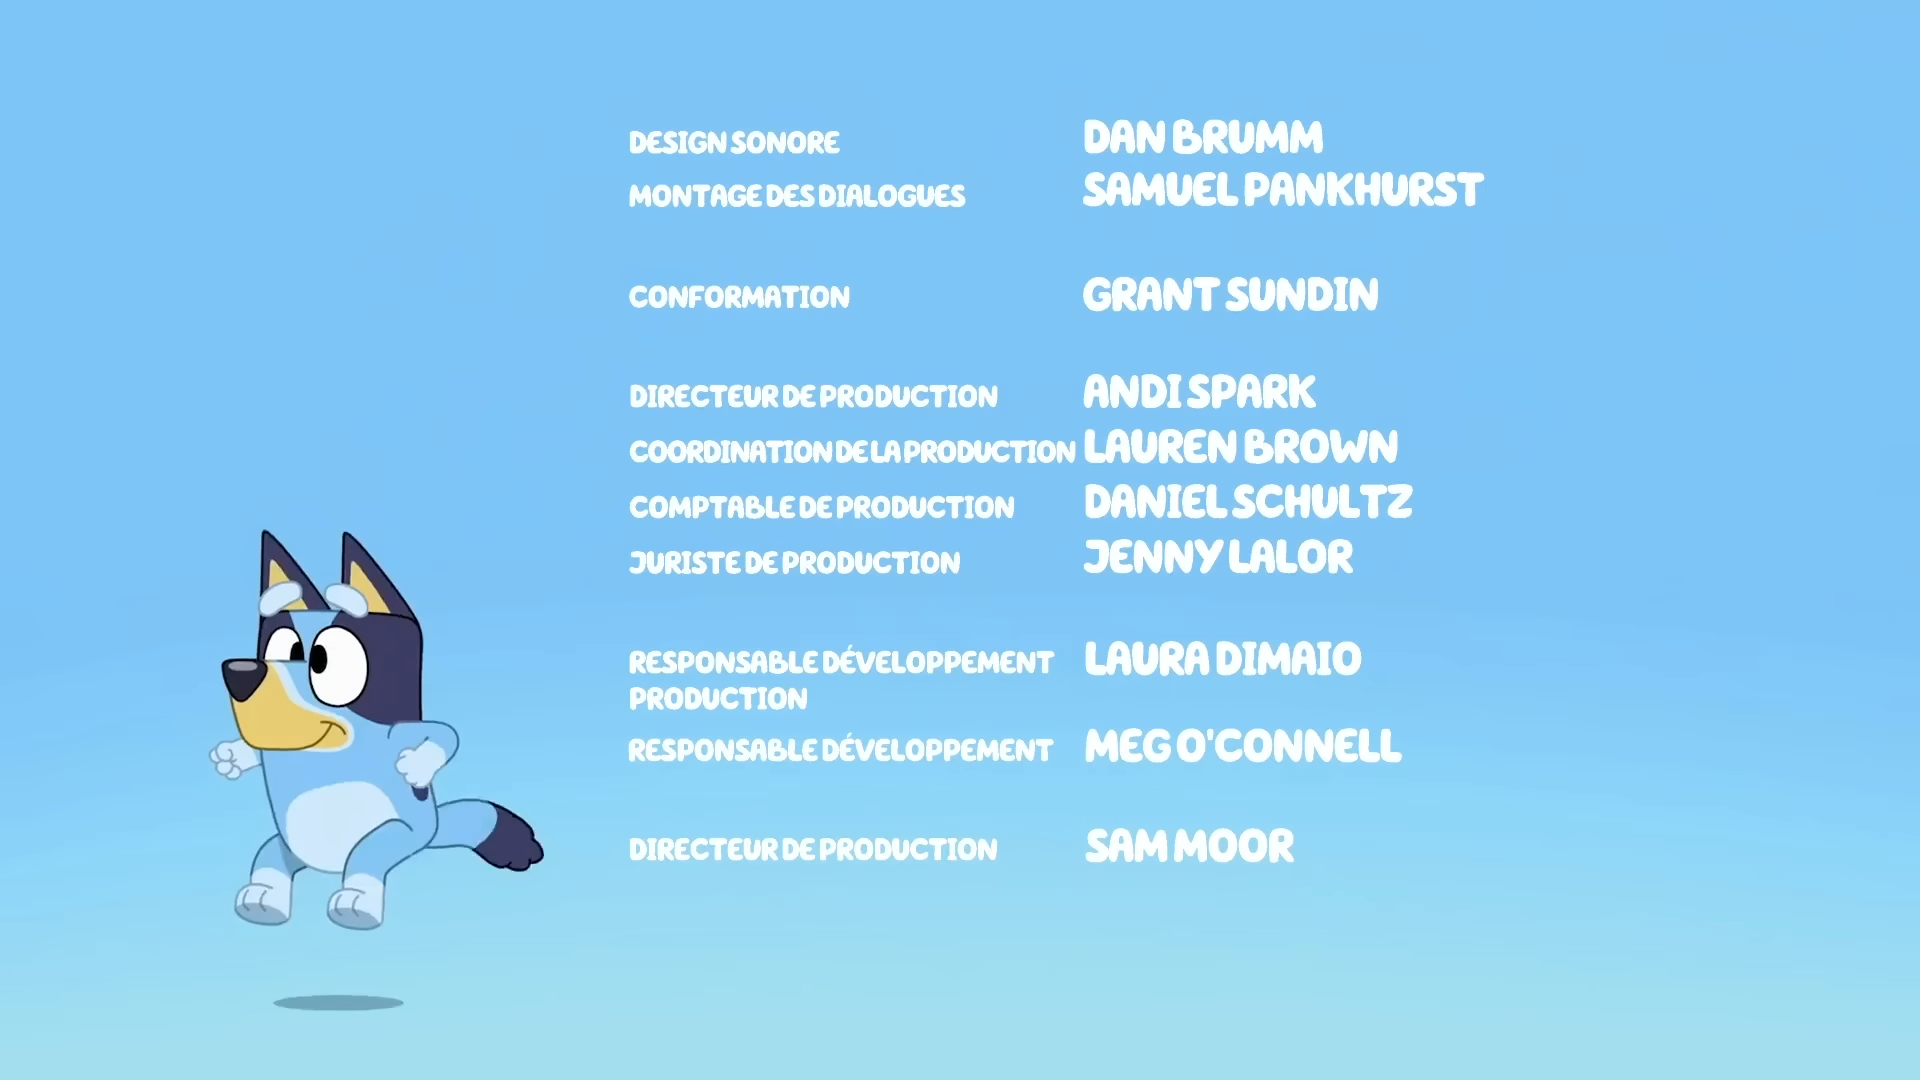 DESIGN SONORE DAN BRUMM
MONTAGE DES DIALOGUES SAMUEL PANKHURST
CONFORMATION GRANT SUNDIN
DIRECTEUR DE PRODUCTION ANDI SPARK
COORDINATION DE LA PRODUCTION LAUREN BROWN
COMPTABLE DE PRODUCTION DANIEL SCHULTZ
JURISTE DE PRODUCTION JENNY LALOR
RESPONSABLE DÉVELOPPEMENT LAURA DIMAIO
PRODUCTION
RESPONSABLE DÉVELOPPEMENT MEG O'CONNELL
DIRECTEUR DE PRODUCTION SAM MOOR